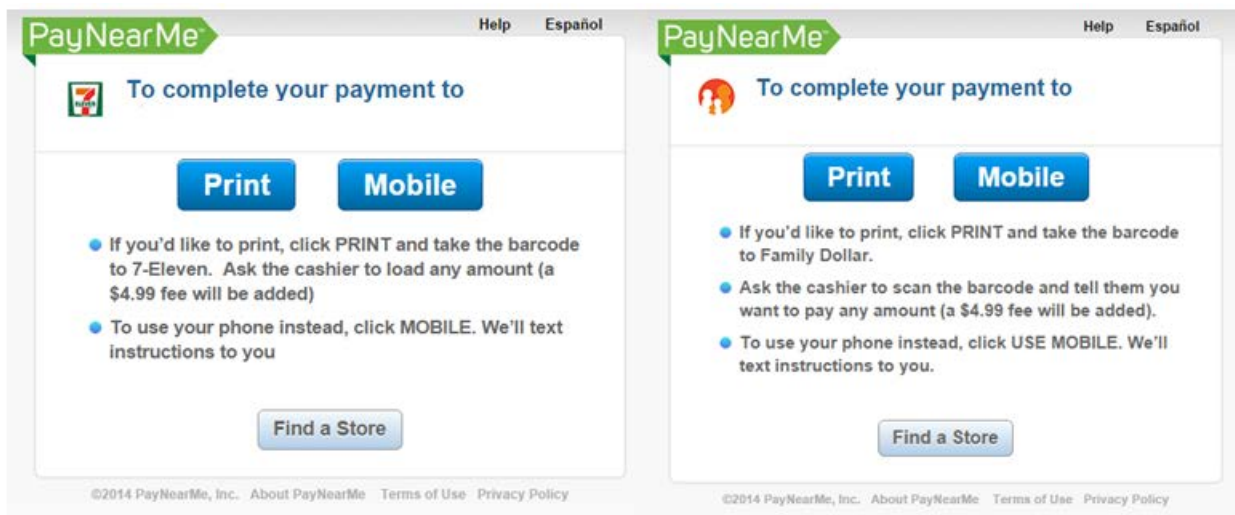 PayNearMe™
Help Español
To complete your payment to
Print Mobile
If you'd like to print, click PRINT and take the barcode
to 7-Eleven. Ask the cashier to load any amount (a
$4.99 fee will be added)
To use your phone instead, click MOBILE. We'll text
instructions to you
Find a Store
©2014 PayNearMe, Inc. About PayNearMe Terms of Use Privacy Policy
PayNearMe™
Help Español
To complete your payment to
Print Mobile
If you'd like to print, click PRINT and take the barcode
to Family Dollar.
Ask the cashier to scan the barcode and tell them you
want to pay any amount (a $4.99 fee will be added).
To use your phone instead, click USE MOBILE. We'll
text instructions to you.
Find a Store
©2014 PayNearMe, Inc. About PayNearMe Terms of Use Privacy Policy